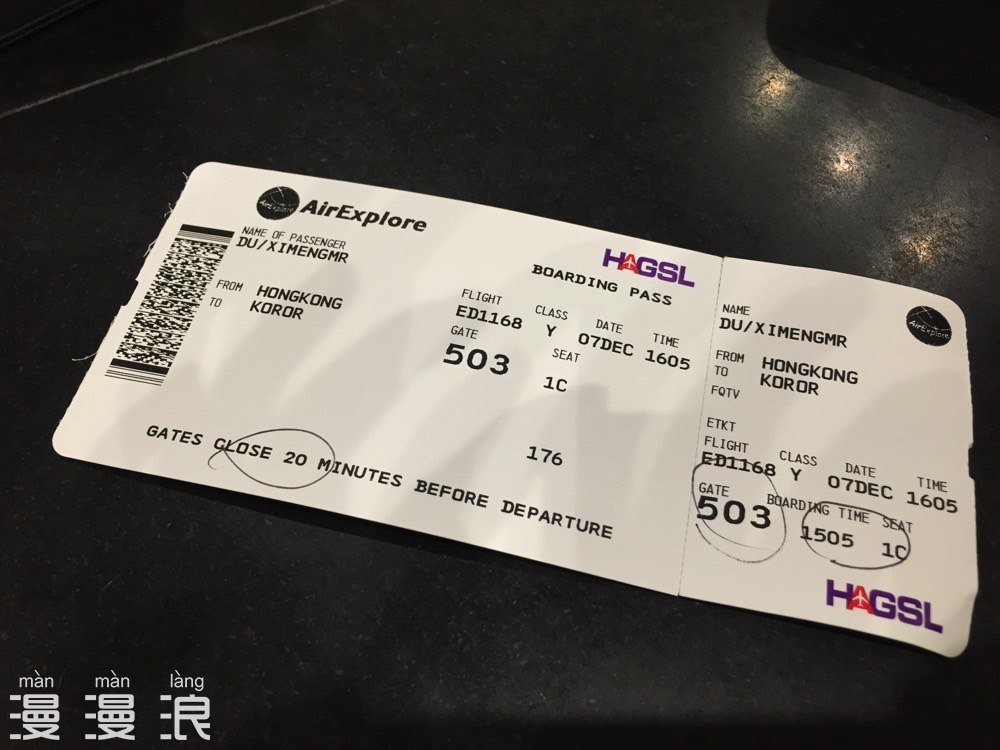 AirExplore
AirExplore
NAME OF PASSENGER
DU/XIMENGMR
FROM HONGKONG
TO KOROR
HAGSL
BOARDING PASS
FLIGHT CLASS DATE TIME
ED1168 Y 07DEC 1605
GATE SEAT
503 1C
176
GATES CLOSE 20 MINUTES BEFORE DEPARTURE
NAME
DU/XIMENGMR
AirExplore
FROM HONGKONG
TO KOROR
FQTV
ETKT
FLIGHT CLASS DATE TIME
ED1168 Y 07DEC 1605
GATE BOARDING TIME SEAT
503 1505 1C
HAGSL
màn màn làng
漫漫浪